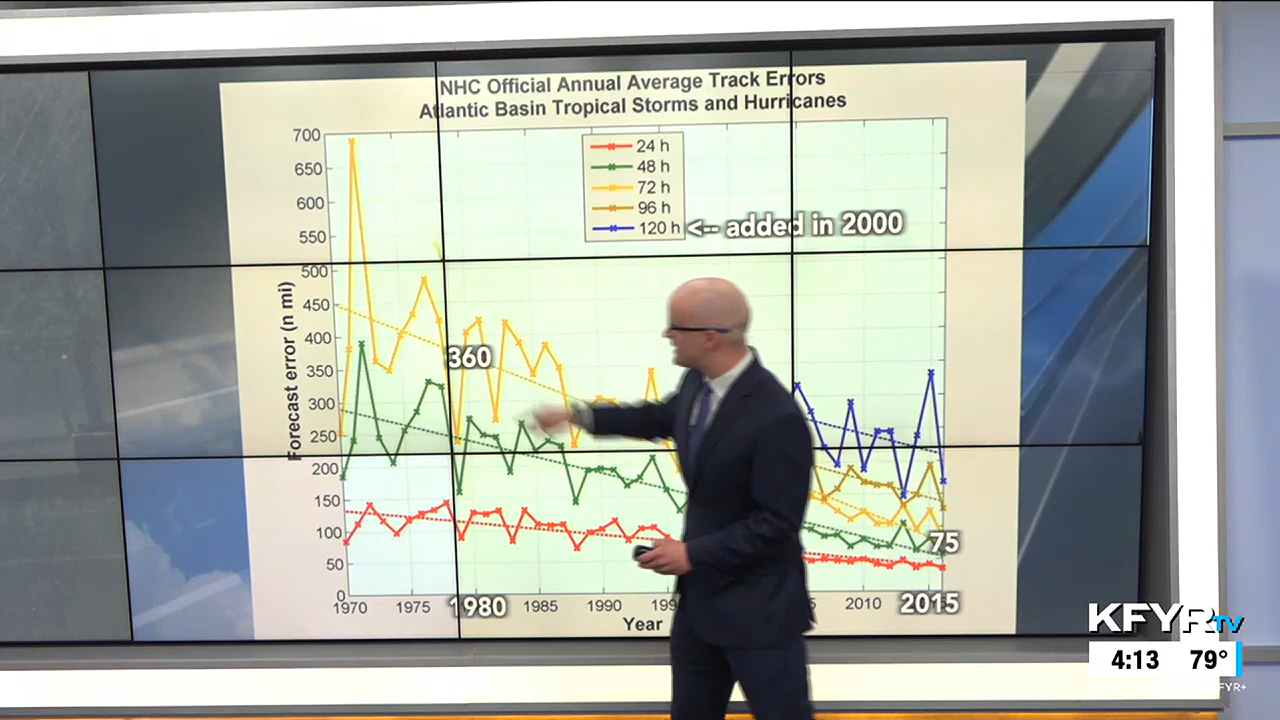 NHC Official Annual Average Track Errors
Atlantic Basin Tropical Storms and Hurricanes
700
650
600
550
500
450
400
350
300
250
200
150
100
50
0
Forecast error (n mi)
24 h
48 h
72 h
96 h
120 h <-- added in 2000
360
75
1970 1975 1980 1985 1990 2010 2015
Year
KFYRTV
4:13 79°